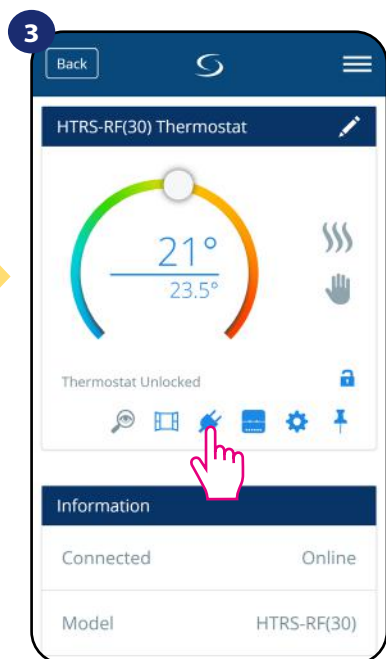 3
Back
HTRS-RF(30) Thermostat
21°
23.5°
Thermostat Unlocked
Information
Connected Online
Model HTRS-RF(30)